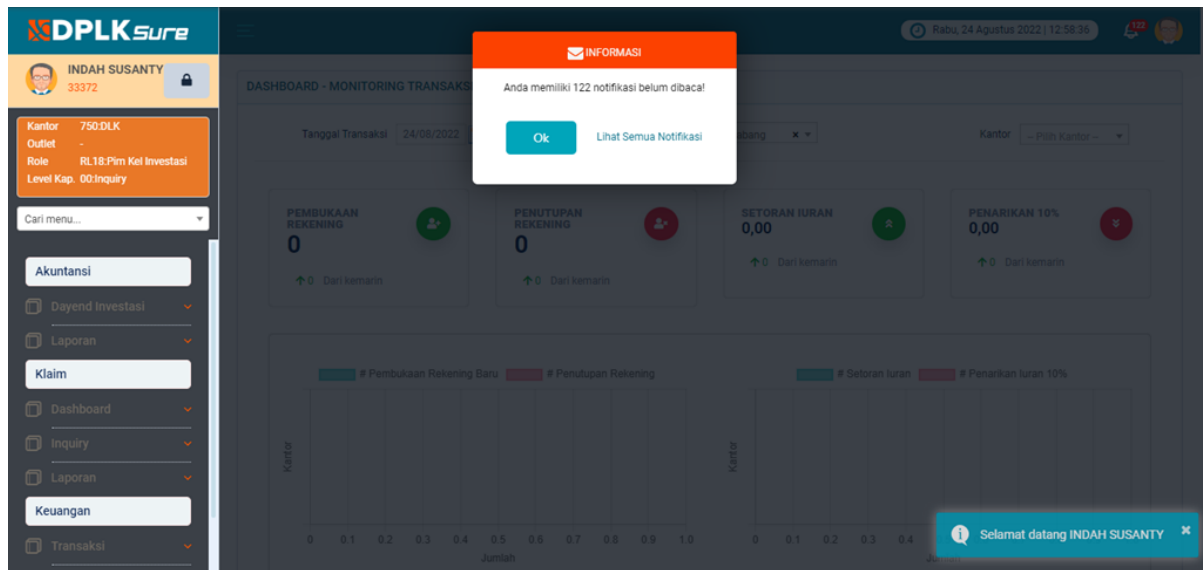 DPLKSure
INDAH SUSANTY
33372
Kantor 750:DLK
Outlet -
Role RL18:Pim Kel Investasi
Level Kap. 00:Inquiry
Cari menu...
Akuntansi
Dayend Investasi
Laporan
Klaim
Dashboard
Inquiry
Laporan
Keuangan
Transaksi
Rabu, 24 Agustus 2022 | 12:58:36
122
INFORMASI
Anda memiliki 122 notifikasi belum dibaca!
Ok Lihat Semua Notifikasi
DASHBOARD - MONITORING TRANSAKS
Tanggal Transaksi 24/08/2022 abang × Kantor -- Pilih Kantor --
PEMBUKAAN
REKENING
0
0 Dari kemarin
PENUTUPAN
REKENING
0
0 Dari kemarin
SETORAN IURAN
0,00
0 Dari kemarin
PENARIKAN 10%
0,00
0 Dari kemarin
# Pembukaan Rekening Baru # Penutupan Rekening
Kantor
0 0.1 0.2 0.3 0.4 0.5 0.6 0.7 0.8 0.9 1.0
Jumlah
# Setoran Iuran # Penarikan Iuran 10%
Kantor
0 0.1 0.2 0.3 0.4
Selamat datang INDAH SUSANTY ×